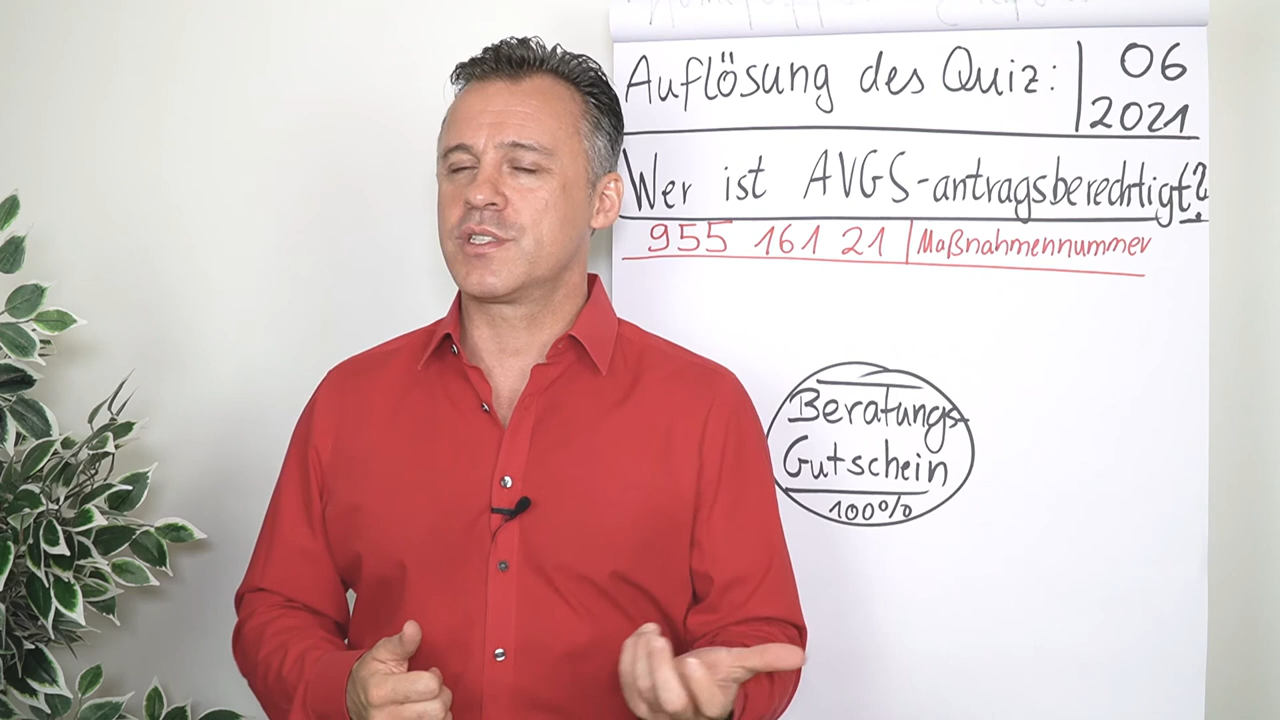 Auflösung des Quiz:
06
2021
Wer ist AVGS-antragsberechtigt?
955 161 21
Maßnahmennummer
Beratungs-
Gutschein
100%